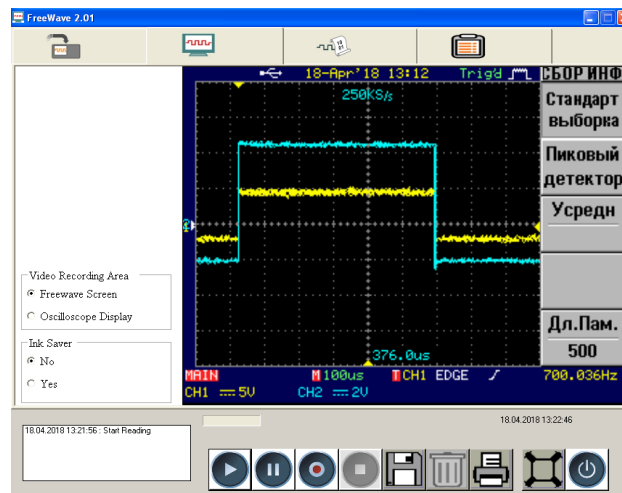 FreeWave 2.01
18-Apr'18 13:12 Trig'd
СБОР ИНФ
250KS/s
Стандарт
выборка
Пиковый
детектор
Усредн
Video Recording Area
Freewave Screen
Oscilloscope Display
Ink Saver
No
Yes
Дл.Пам.
500
376.0us
MAIN M 100us T CH1 EDGE 700.036Hz
CH1 5V CH2 2V
18.04.2018 13:22:46
18.04.2018 13:21:56 : Start Reading